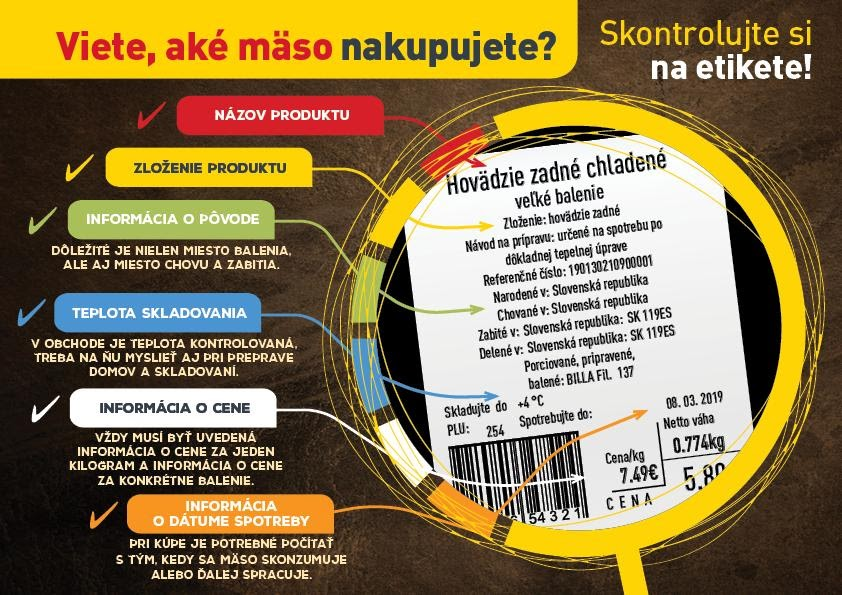 Viete, aké mäso nakupujete?
Skontrolujte si
na etikete!
NÁZOV PRODUKTU
ZLOŽENIE PRODUKTU
INFORMÁCIA O PÔVODE
DÔLEŽITÉ JE NIELEN MIESTO BALENIA,
ALE AJ MIESTO CHOVU A ZABITIA.
TEPLOTA SKLADOVANIA
V OBCHODE JE TEPLOTA KONTROLOVANÁ,
TREBA NA ŇU MYSLIEŤ AJ PRI PREPRAVE
DOMOV A SKLADOVANÍ.
INFORMÁCIA O CENE
VŽDY MUSÍ BYŤ UVEDENÁ
INFORMÁCIA O CENE ZA JEDEN
KILOGRAM A INFORMÁCIA O CENE
ZA KONKRÉTNE BALENIE.
INFORMÁCIA
O DÁTUME SPOTREBY
PRI KÚPE JE POTREBNÉ POČÍTAŤ
S TÝM, KEDY SA MÄSO SKONZUMUJE
ALEBO ĎALEJ SPRACUJE.
Hovädzie zadné chladené
veľké balenie
Zloženie: hovädzie zadné
Návod na prípravu: určené na spotrebu po
dôkladnej tepelnej úprave
Referenčné číslo: 190130210900001
Narodené v: Slovenská republika
Chované v: Slovenská republika
Zabité v: Slovenská republika: SK 119ES
Delené v: Slovenská republika: SK 119ES
Porciované, pripravené,
balené: BILLA Fil. 137
Skladujte do +4°C
PLU: 254 Spotrebujte do: 08. 03. 2019
Netto váha
0.774kg
Cena/kg
7.49€
CENA 5,80
54321